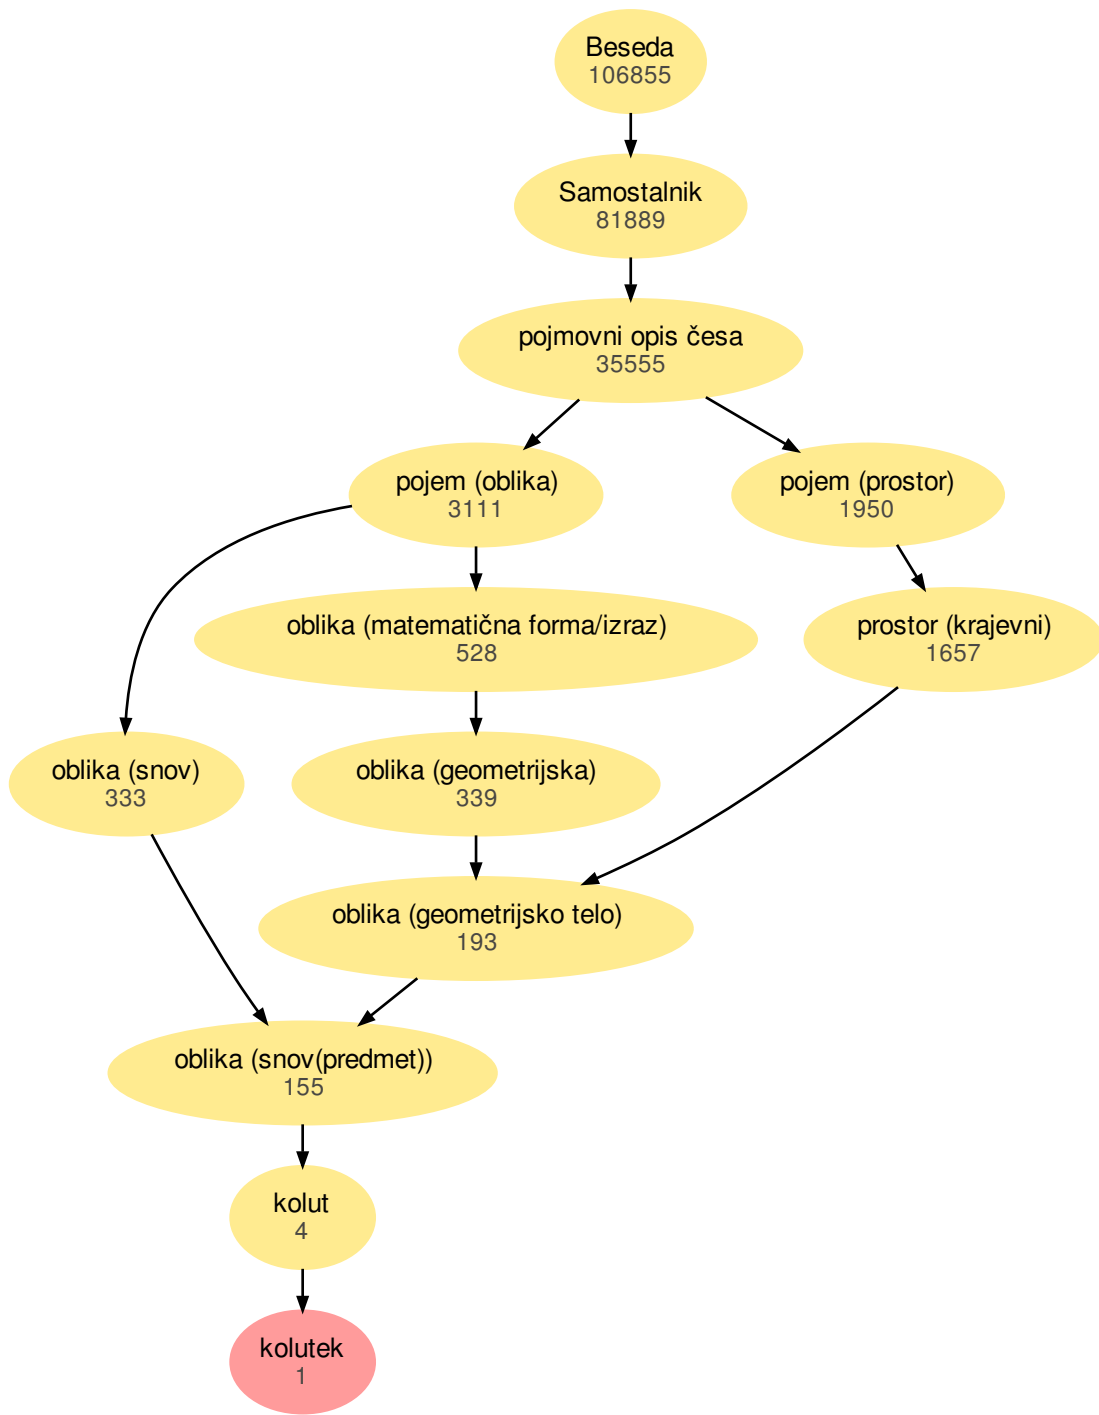 Beseda
106855
Samostalnik
81889
pojmovni opis česa
35555
pojem (oblika)
3111
pojem (prostor)
1950
oblika (matematična forma/izraz)
528
prostor (krajevni)
1657
oblika (snov)
333
oblika (geometrijska)
339
oblika (geometrijsko telo)
193
oblika (snov(predmet))
155
kolut
4
kolutek
1